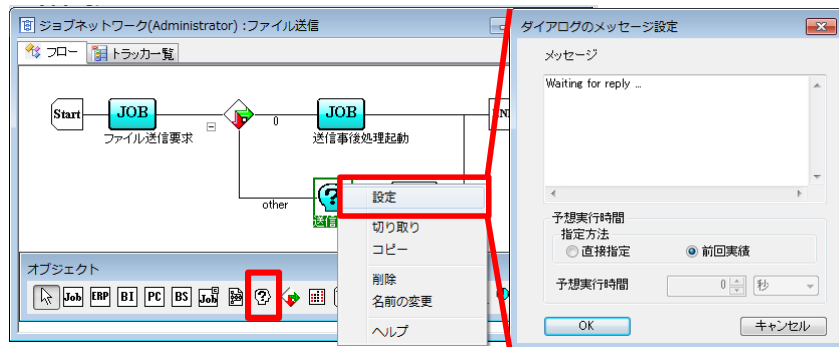 ジョブネットワーク(Administrator) :ファイル送信
フロー
トラッカ一覧
Start
JOB
ファイル送信要求
0
JOB
送信事後処理起動
other
送信
設定
切り取り
コピー
削除
名前の変更
ヘルプ
オブジェクト
Job ERP BI PC BS Job
ダイアログのメッセージ設定
メッセージ
Waiting for reply ...
予想実行時間
指定方法
直接指定 前回実績
予想実行時間 0 秒
OK キャンセル